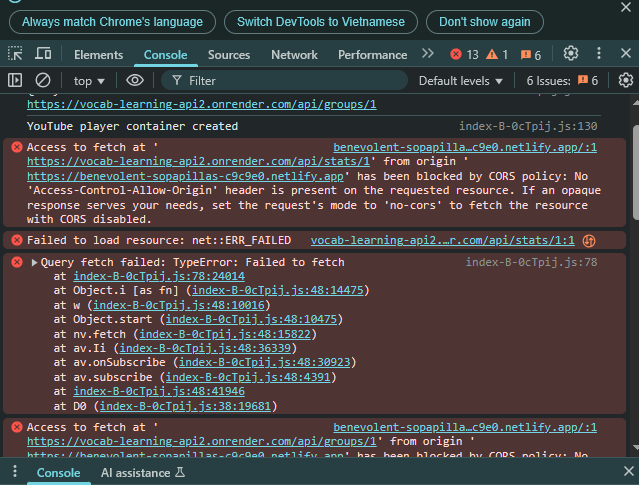 Always match Chrome's language Switch DevTools to Vietnamese Don't show again
Elements Console Sources Network Performance 13 1 6
top Filter Default levels 6 Issues: 6
https://vocab-learning-api2.onrender.com/api/groups/1
YouTube player container created index-B-0cTpij.js:130
Access to fetch at ' benevolent-sopapilla…c9e0.netlify.app/:1
https://vocab-learning-api2.onrender.com/api/stats/1' from origin '
https://benevolent-sopapillas-c9c9e0.netlify.app' has been blocked by CORS policy: No
'Access-Control-Allow-Origin' header is present on the requested resource. If an opaque
response serves your needs, set the request's mode to 'no-cors' to fetch the resource
with CORS disabled.
Failed to load resource: net::ERR_FAILED vocab-learning-api2.…r.com/api/stats/1:1
Query fetch failed: TypeError: Failed to fetch index-B-0cTpij.js:78
at index-B-0cTpij.js:78:24014
at Object.i [as fn] (index-B-0cTpij.js:48:14475)
at w (index-B-0cTpij.js:48:10016)
at Object.start (index-B-0cTpij.js:48:10475)
at nv.fetch (index-B-0cTpij.js:48:15822)
at av.Ii (index-B-0cTpij.js:48:36339)
at av.onSubscribe (index-B-0cTpij.js:48:30923)
at av.subscribe (index-B-0cTpij.js:48:4391)
at index-B-0cTpij.js:48:41946
at D0 (index-B-0cTpij.js:38:19681)
Access to fetch at ' benevolent-sopapilla…c9e0.netlify.app/:1
https://vocab-learning-api2.onrender.com/api/groups/1' from origin '
https://benevolent-sopapillas-c9c9e0.netlify.app' has been blocked by CORS policy: No
Console AI assistance